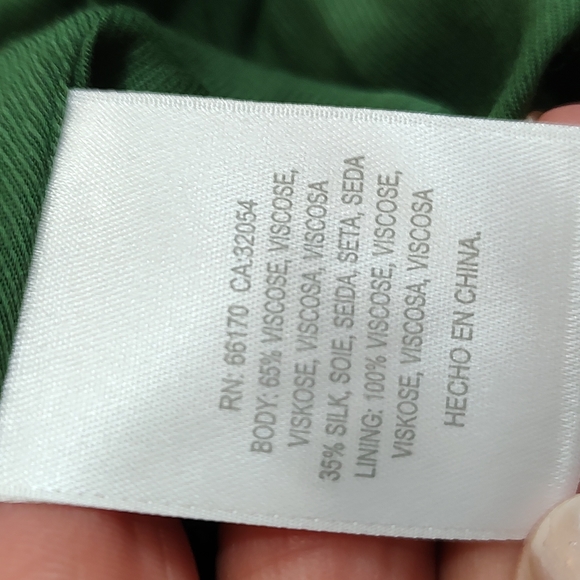 RN: 66170 CA:32054
BODY: 65% VISCOSE, VISCOSE,
VISKOSE, VISCOSA, VISCOSA
35% SILK, SOIE, SEIDA, SETA, SEDA
LINING: 100% VISCOSE, VISCOSE,
VISKOSE, VISCOSA, VISCOSA
HECHO EN CHINA.